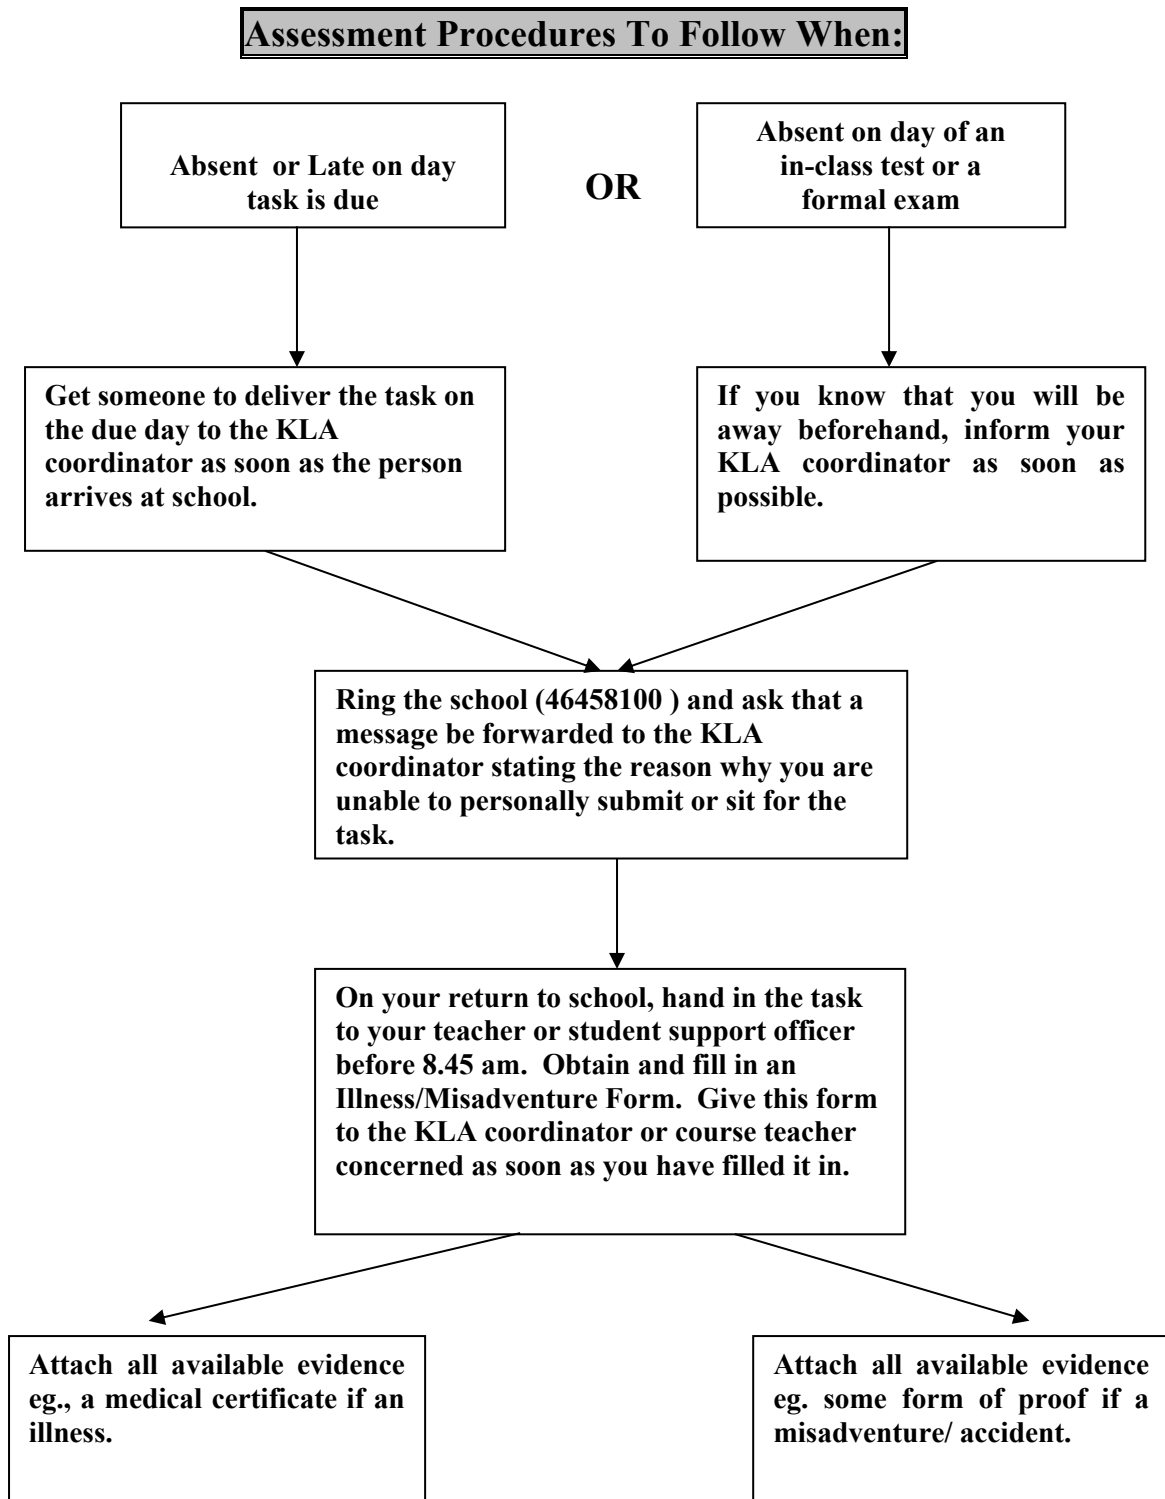 Assessment Procedures To Follow When:
Absent or Late on day
task is due
OR
Absent on day of an
in-class test or a
formal exam
Get someone to deliver the task on
the due day to the KLA
coordinator as soon as the person
arrives at school.
If you know that you will be
away beforehand, inform your
KLA coordinator as soon as
possible.
Ring the school (46458100 ) and ask that a
message be forwarded to the KLA
coordinator stating the reason why you are
unable to personally submit or sit for the
task.
On your return to school, hand in the task
to your teacher or student support officer
before 8.45 am. Obtain and fill in an
Illness/Misadventure Form. Give this form
to the KLA coordinator or course teacher
concerned as soon as you have filled it in.
Attach all available evidence
eg., a medical certificate if an
illness.
Attach all available evidence
eg. some form of proof if a
misadventure/ accident.